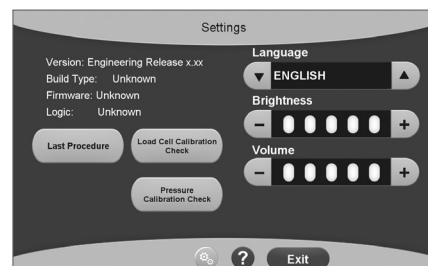 Settings
Version: Engineering Release x.xx
Build Type: Unknown
Firmware: Unknown
Logic: Unknown
Last Procedure
Load Cell Calibration
Check
Pressure
Calibration Check
Language
ENGLISH
Brightness
- +
Volume
- +
?
Exit